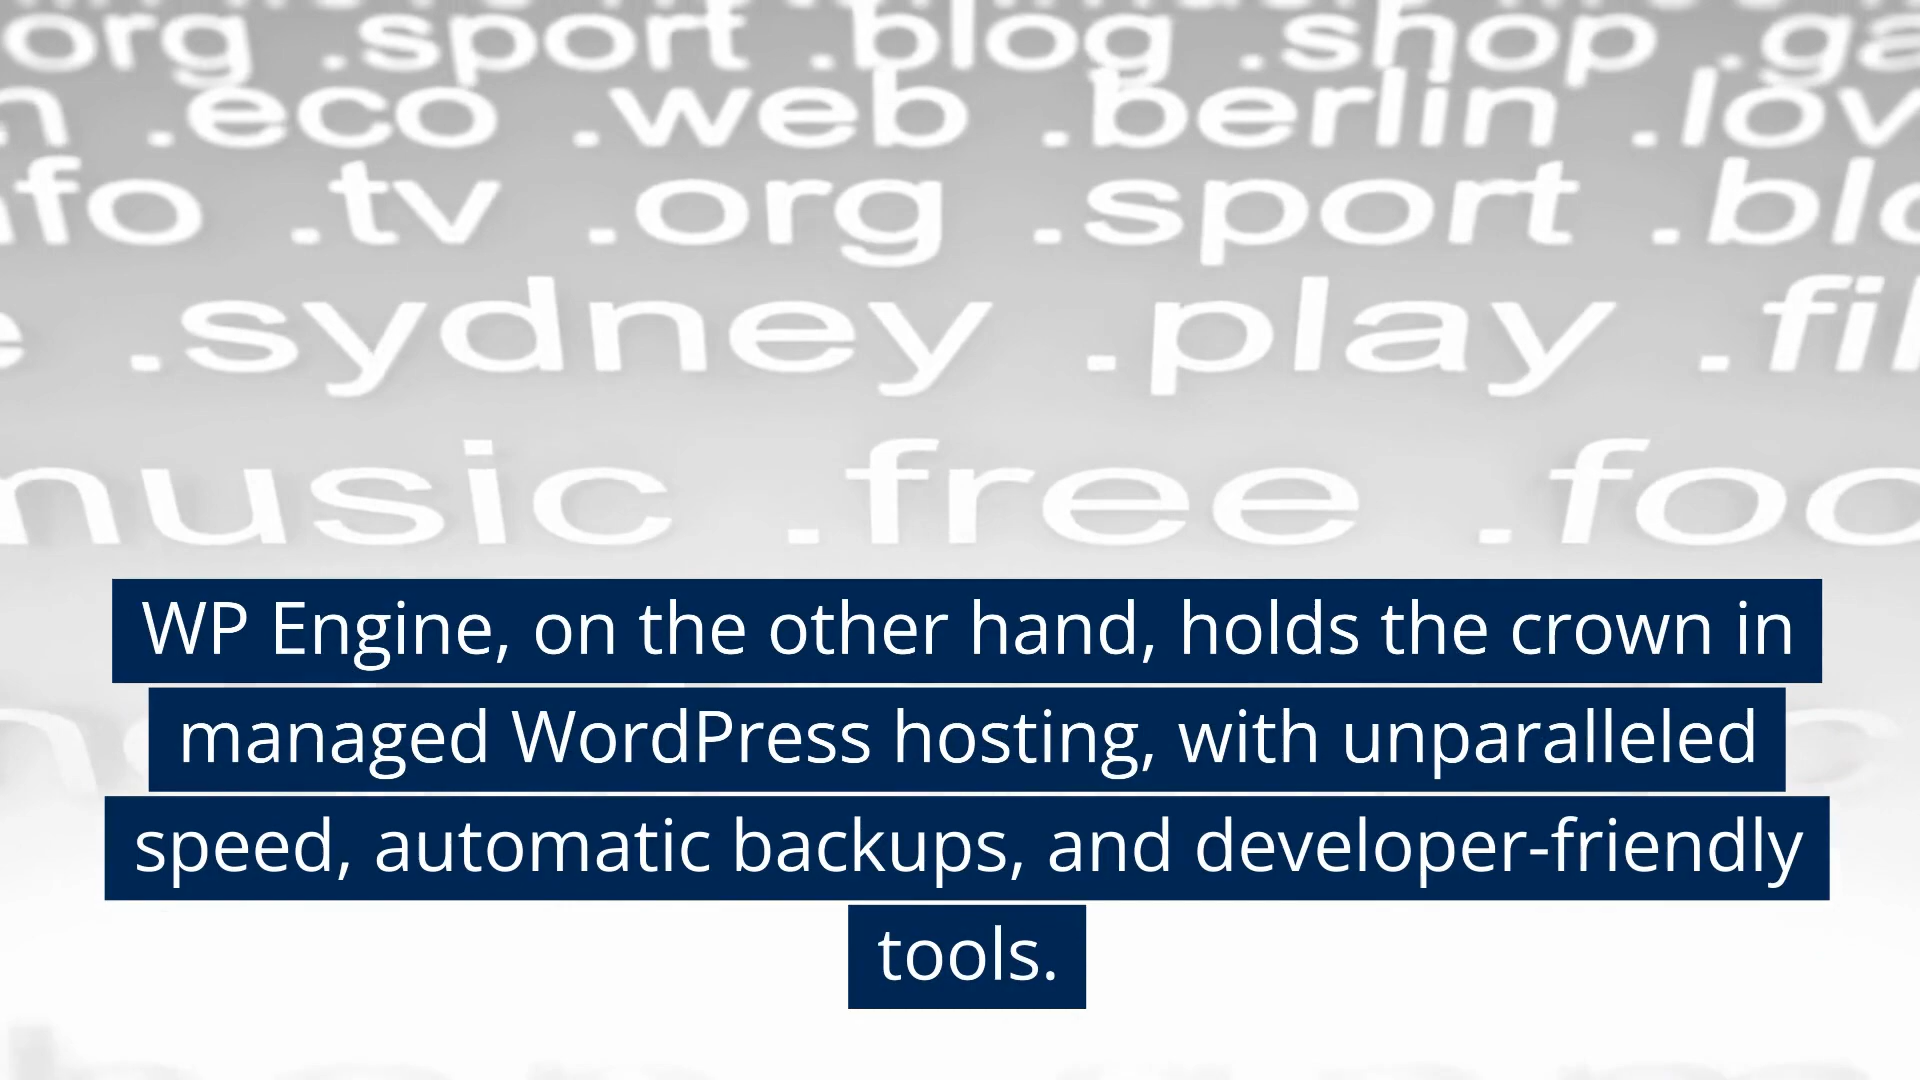 org .sport .blog .shop
.eco .web .berlin
.tv .org .sport
.sydney .play
music .free
WP Engine, on the other hand, holds the crown in
managed WordPress hosting, with unparalleled
speed, automatic backups, and developer-friendly
tools.